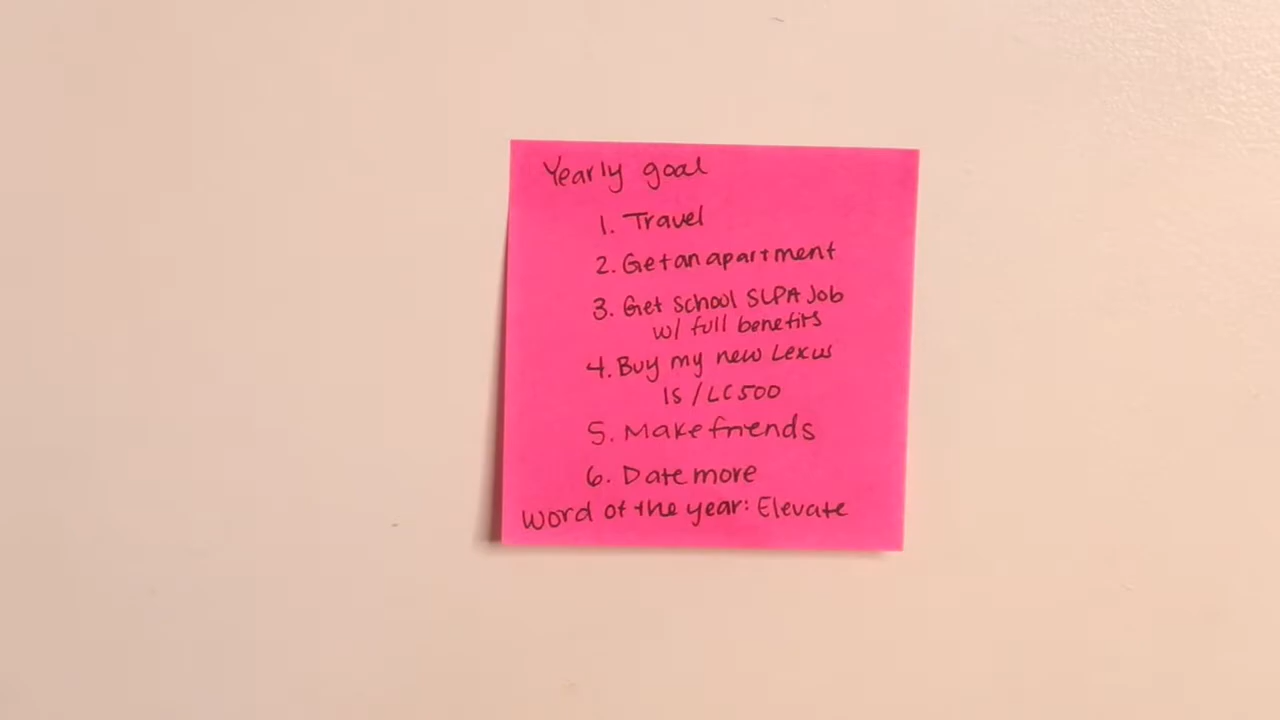 Yearly goal
1. Travel
2. Get an apartment
3. Get School SLPA Job
w/ full benefits
4. Buy my new Lexus
IS / LC500
5. Make friends
6. Date more
Word of the year: Elevate